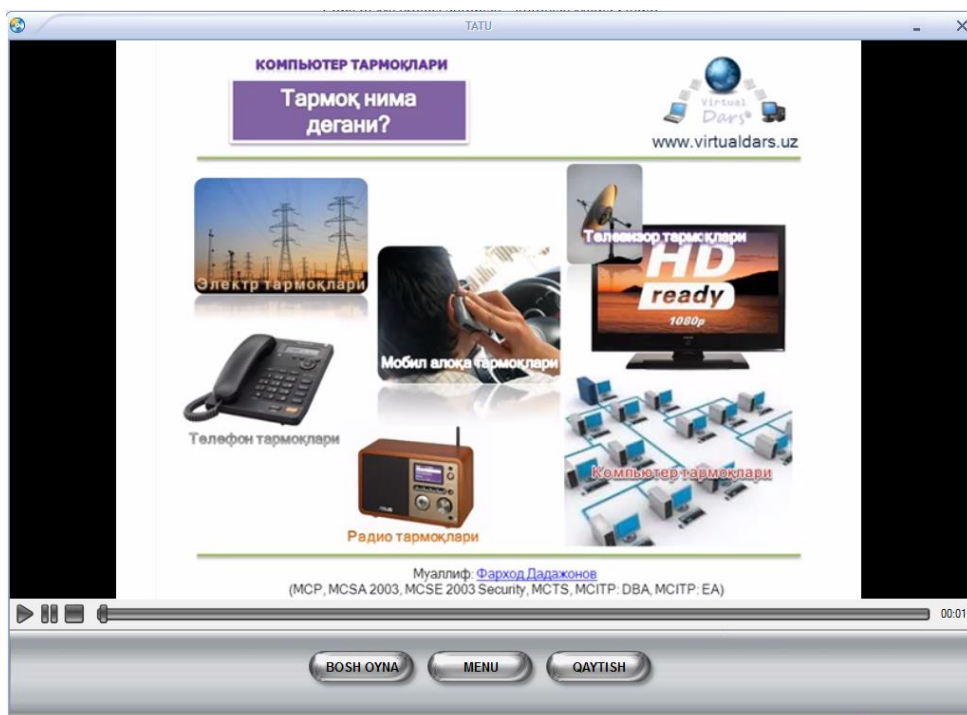 TATU
КОМПЬЮТЕР ТАРМОҚЛАРИ
Тармоқ нима
дегани?
Virtual
Dars
www.virtualdars.uz
Электр тармоқлари
Телевизор тармоқлари
HD
ready
1080p
Мобил алоқа тармоқлари
Телефон тармоқлари
Компьютер тармоқлари
Радио тармоқлари
Муаллиф: Фарход Дадажонов
(MCP, MCSA 2003, MCSE 2003 Security, MCTS, MCITP: DBA, MCITP: EA)
00:01
BOSH OYNA
MENU
QAYTISH